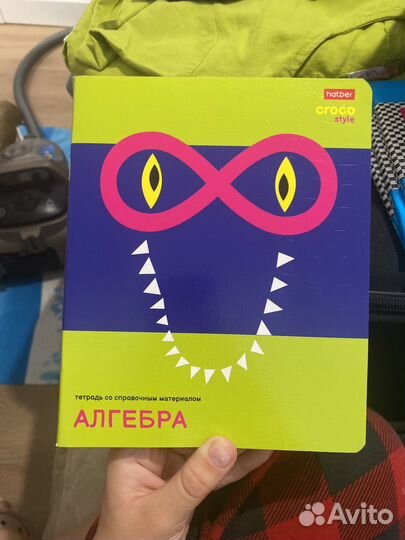 hatber
croco
style
тетрадь со справочным материалом
АЛГЕБРА
Avito